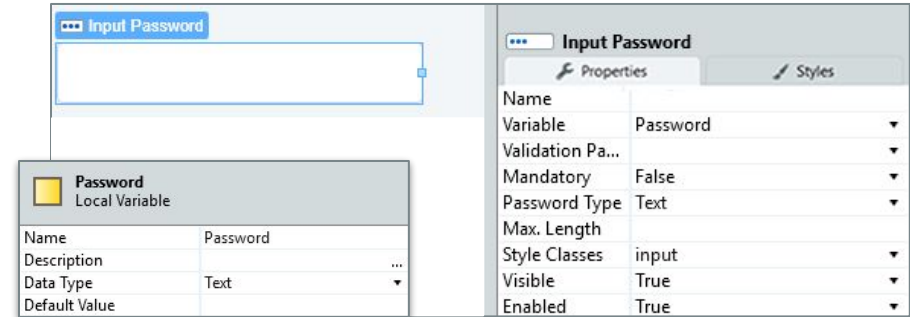 Input Password
Password
Local Variable
Name Password
Description ...
Data Type Text
Default Value
Input Password
Properties Styles
Name
Variable Password
Validation Pa...
Mandatory False
Password Type Text
Max. Length
Style Classes input
Visible True
Enabled True